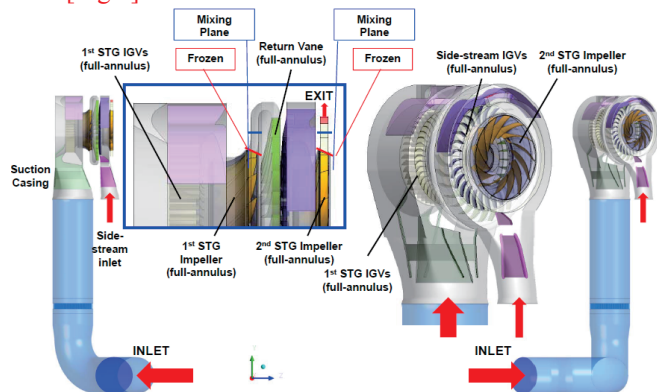 Mixing
Plane
Mixing
Plane
1st STG IGVs
(full-annulus)
Return Vane
(full-annulus)
Side-stream IGVs
(full-annulus)
2nd STG Impeller
(full-annulus)
Frozen
Frozen
EXIT
Suction
Casing
Side-
stream
inlet
1st STG
Impeller
(full-annulus)
2nd STG Impeller
(full-annulus)
1st STG IGVs
(full-annulus)
INLET
INLET
Y
Z